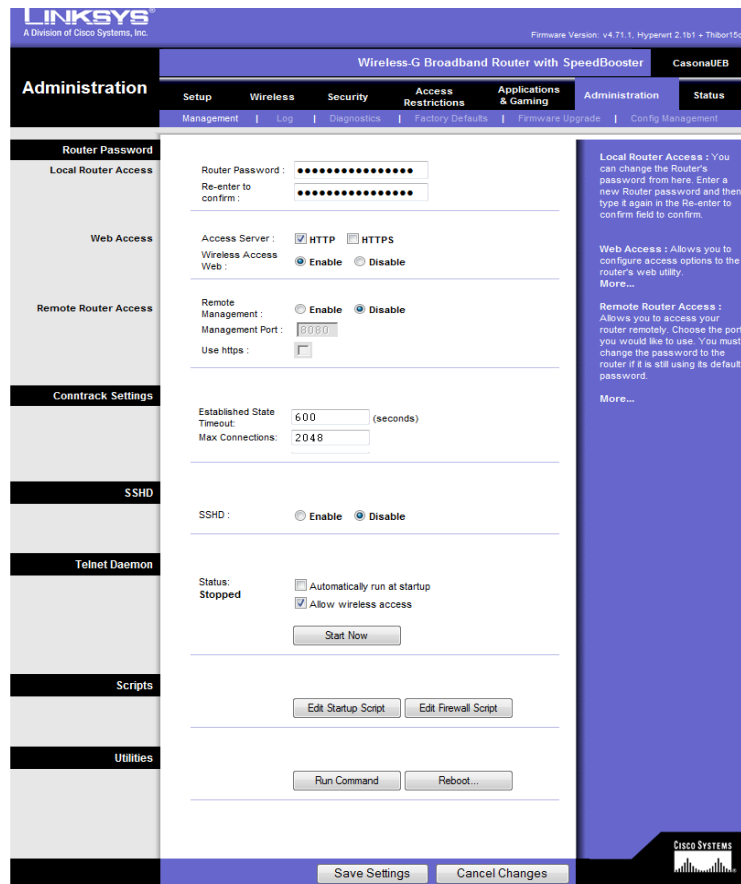 LINKSYS®
A Division of Cisco Systems, Inc.
Firmware Version: v4.71.1, Hyperwrt 2.1b1 + Thibor15c
Wireless-G Broadband Router with SpeedBooster CasonaUEB
Administration
Setup Wireless Security Access Restrictions Applications & Gaming Administration Status
Management | Log | Diagnostics | Factory Defaults | Firmware Upgrade | Config Management
Router Password
Local Router Access
Router Password :
Re-enter to
confirm :
Web Access
Access Server : HTTP HTTPS
Wireless Access
Web : Enable Disable
Remote Router Access
Remote
Management : Enable Disable
Management Port : 8080
Use https :
Conntrack Settings
Established State
Timeout: 600 (seconds)
Max Connections: 2048
SSHD
SSHD : Enable Disable
Telnet Daemon
Status: Automatically run at startup
Stopped Allow wireless access
Start Now
Scripts
Edit Startup Script Edit Firewall Script
Utilities
Run Command Reboot...
Save Settings Cancel Changes
Local Router Access : You
can change the Router's
password from here. Enter a
new Router password and then
type it again in the Re-enter to
confirm field to confirm.
Web Access : Allows you to
configure access options to the
router's web utility.
More...
Remote Router Access :
Allows you to access your
router remotely. Choose the port
you would like to use. You must
change the password to the
router if it is still using its default
password.
More...
CISCO SYSTEMS